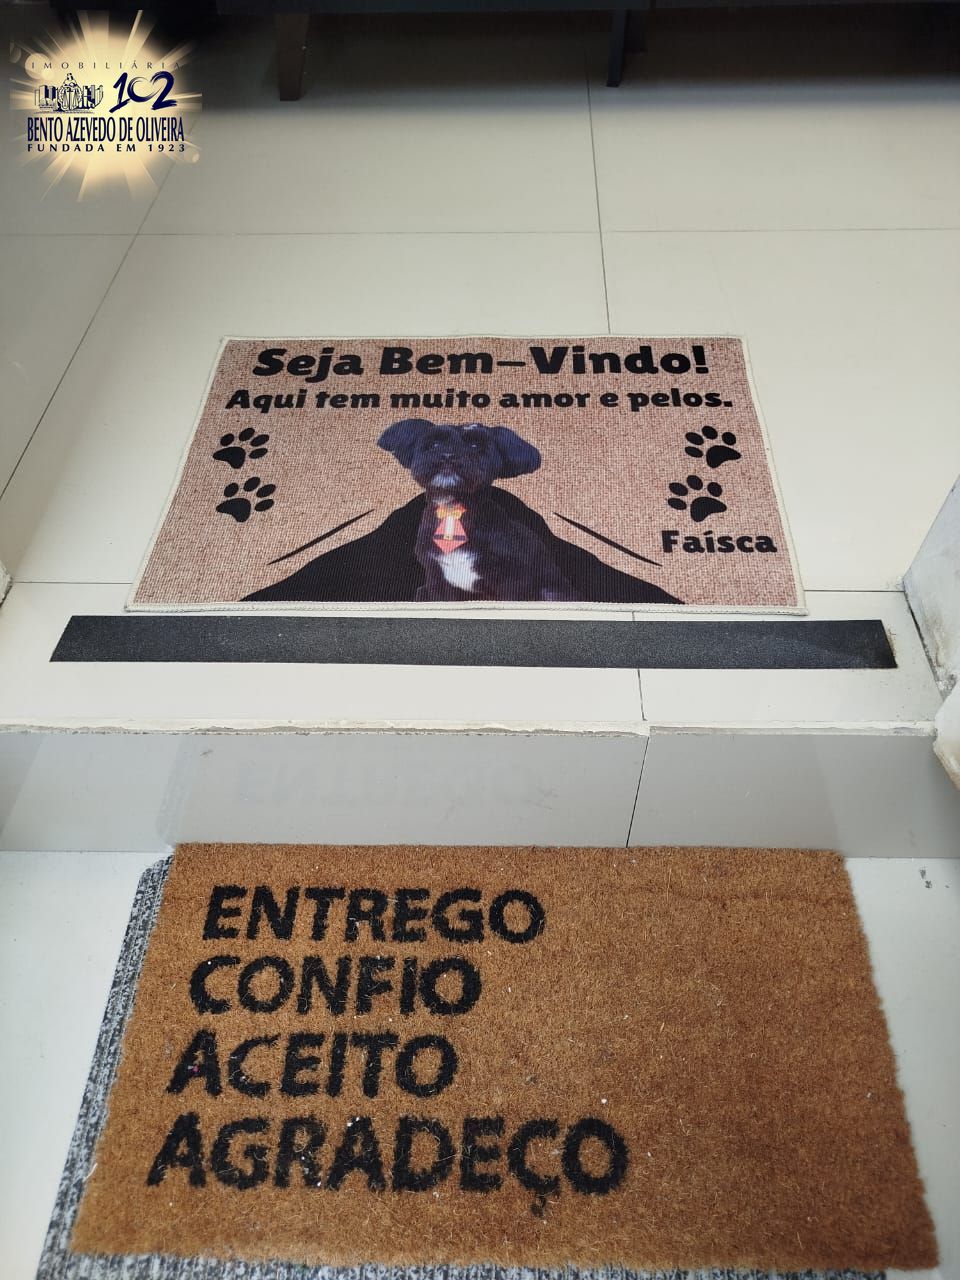 IMOBILIÁRIA
102
BENTO AZEVEDO DE OLIVEIRA
FUNDADA EM 1923
Seja Bem-Vindo!
Aqui tem muito amor e pelos.
Faísca
ENTREGO
CONFIO
ACEITO
AGRADEÇO